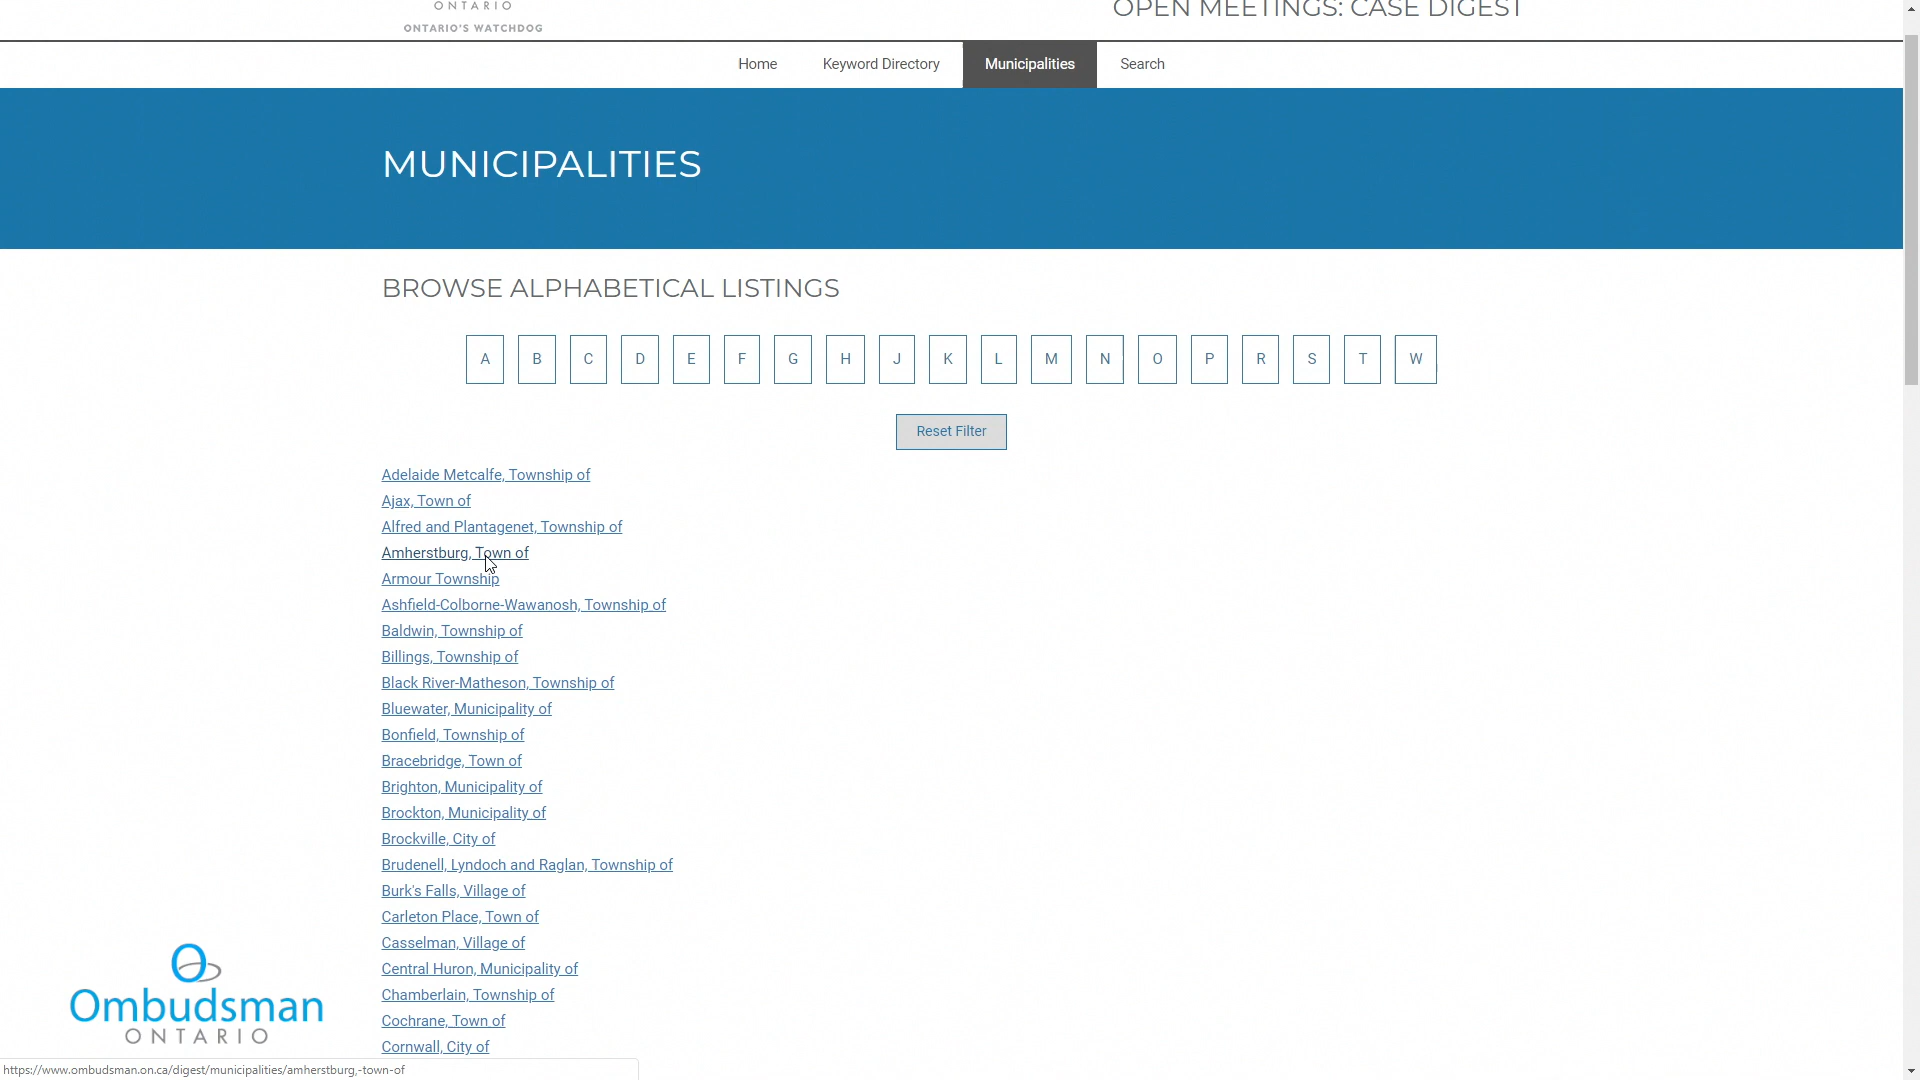 ONTARIO
ONTARIO'S WATCHDOG
OPEN MEETINGS: CASE DIGEST
Home Keyword Directory Municipalities Search
MUNICIPALITIES
BROWSE ALPHABETICAL LISTINGS
A B C D E F G H J K L M N O P R S T W
Reset Filter
Adelaide Metcalfe, Township of
Ajax, Town of
Alfred and Plantagenet, Township of
Amherstburg, Town of
Armour Township
Ashfield-Colborne-Wawanosh, Township of
Baldwin, Township of
Billings, Township of
Black River-Matheson, Township of
Bluewater, Municipality of
Bonfield, Township of
Bracebridge, Town of
Brighton, Municipality of
Brockton, Municipality of
Brockville, City of
Brudenell, Lyndoch and Raglan, Township of
Burk's Falls, Village of
Carleton Place, Town of
Casselman, Village of
Central Huron, Municipality of
Chamberlain, Township of
Cochrane, Town of
Cornwall, City of
Ombudsman
ONTARIO
https://www.ombudsman.on.ca/digest/municipalities/amherstburg,-town-of